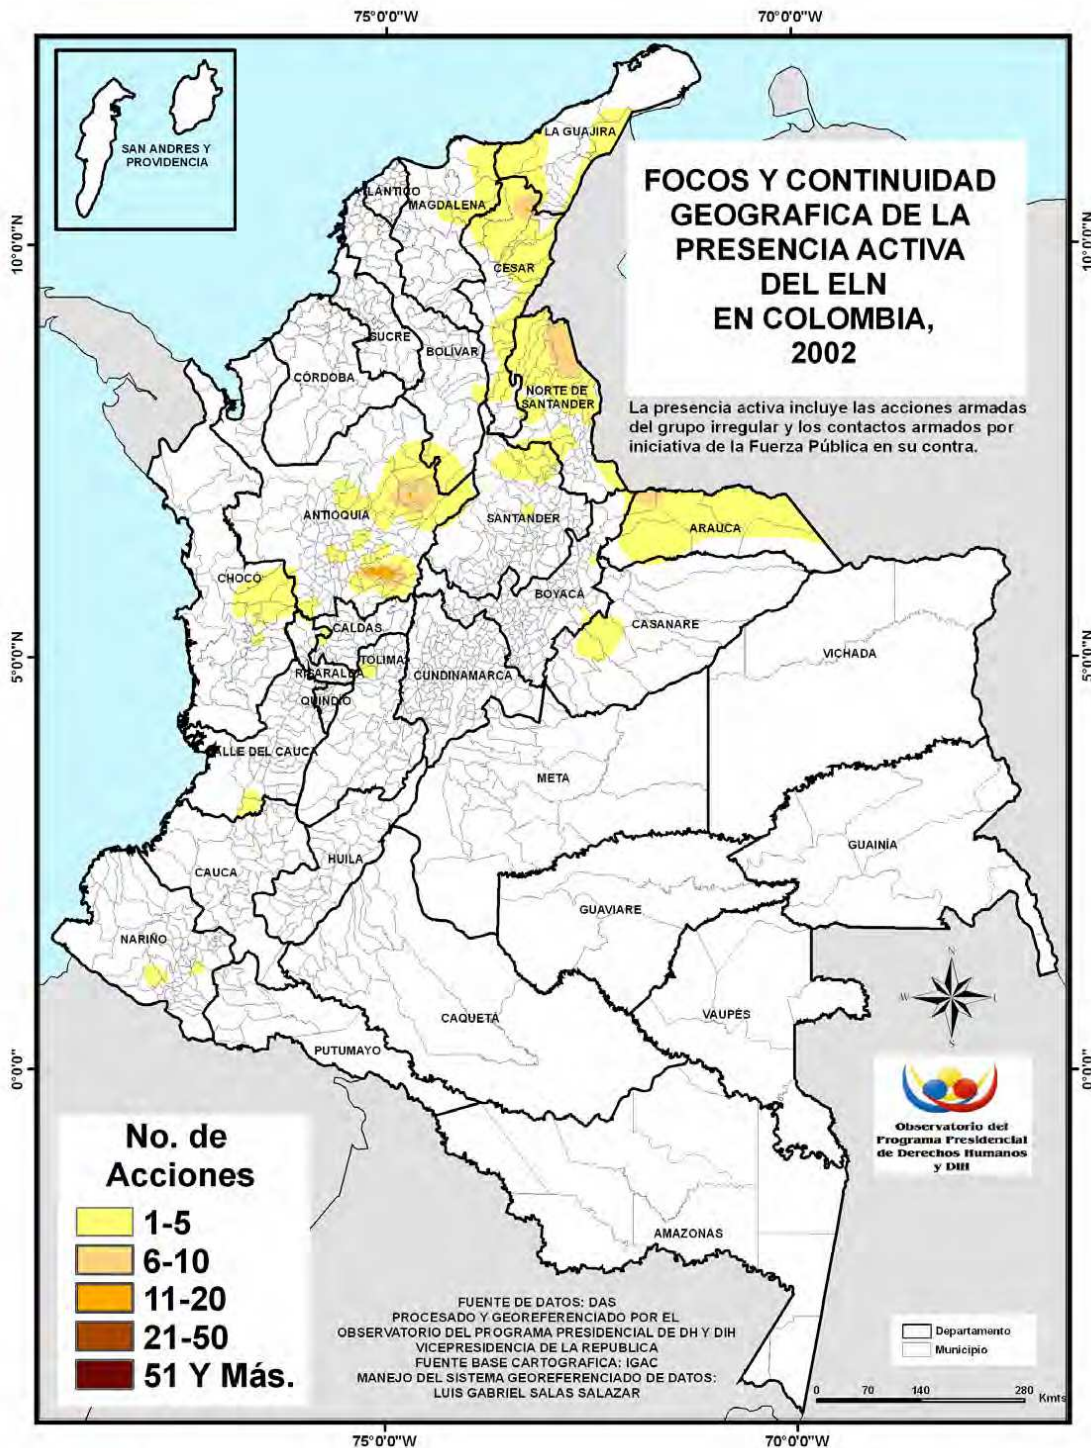 75°0'0"W
70°0'0"W
SAN ANDRES Y
PROVIDENCIA
LA GUAJIRA
ATLÁNTICO
MAGDALENA
CESAR
FOCOS Y CONTINUIDAD
GEOGRAFICA DE LA
PRESENCIA ACTIVA
DEL ELN
EN COLOMBIA,
2002
10°0'0"N
10°0'0"N
SUCRE
BOLÍVAR
CÓRDOBA
NORTE DE
SANTANDER
La presencia activa incluye las acciones armadas
del grupo irregular y los contactos armados por
iniciativa de la Fuerza Pública en su contra.
ANTIOQUIA
SANTANDER
ARAUCA
CHOCÓ
BOYACÁ
CALDAS
CASANARE
VICHADA
5°0'0"N
5°0'0"N
TOLIMA
RISARALDA
CUNDINAMARCA
QUINDIO
VALLE DEL CAUCA
META
HUILA
GUAINÍA
CAUCA
GUAVIARE
NARIÑO
N
W
E
S
CAQUETÁ
VAUPÉS
PUTUMAYO
0°0'0"
0°0'0"
Observatorio del
Programa Presidencial
de Derechos Humanos
y DIH
No. de
Acciones
1-5
6-10
11-20
21-50
51 Y Más.
AMAZONAS
FUENTE DE DATOS: DAS
PROCESADO Y GEOREFERENCIADO POR EL
OBSERVATORIO DEL PROGRAMA PRESIDENCIAL DE DH Y DIH
VICEPRESIDENCIA DE LA REPUBLICA
FUENTE BASE CARTOGRAFICA: IGAC
MANEJO DEL SISTEMA GEOREFERENCIADO DE DATOS:
LUIS GABRIEL SALAS SALAZAR
Departamento
Municipio
0 70 140 280
Kmts
75°0'0"W
70°0'0"W